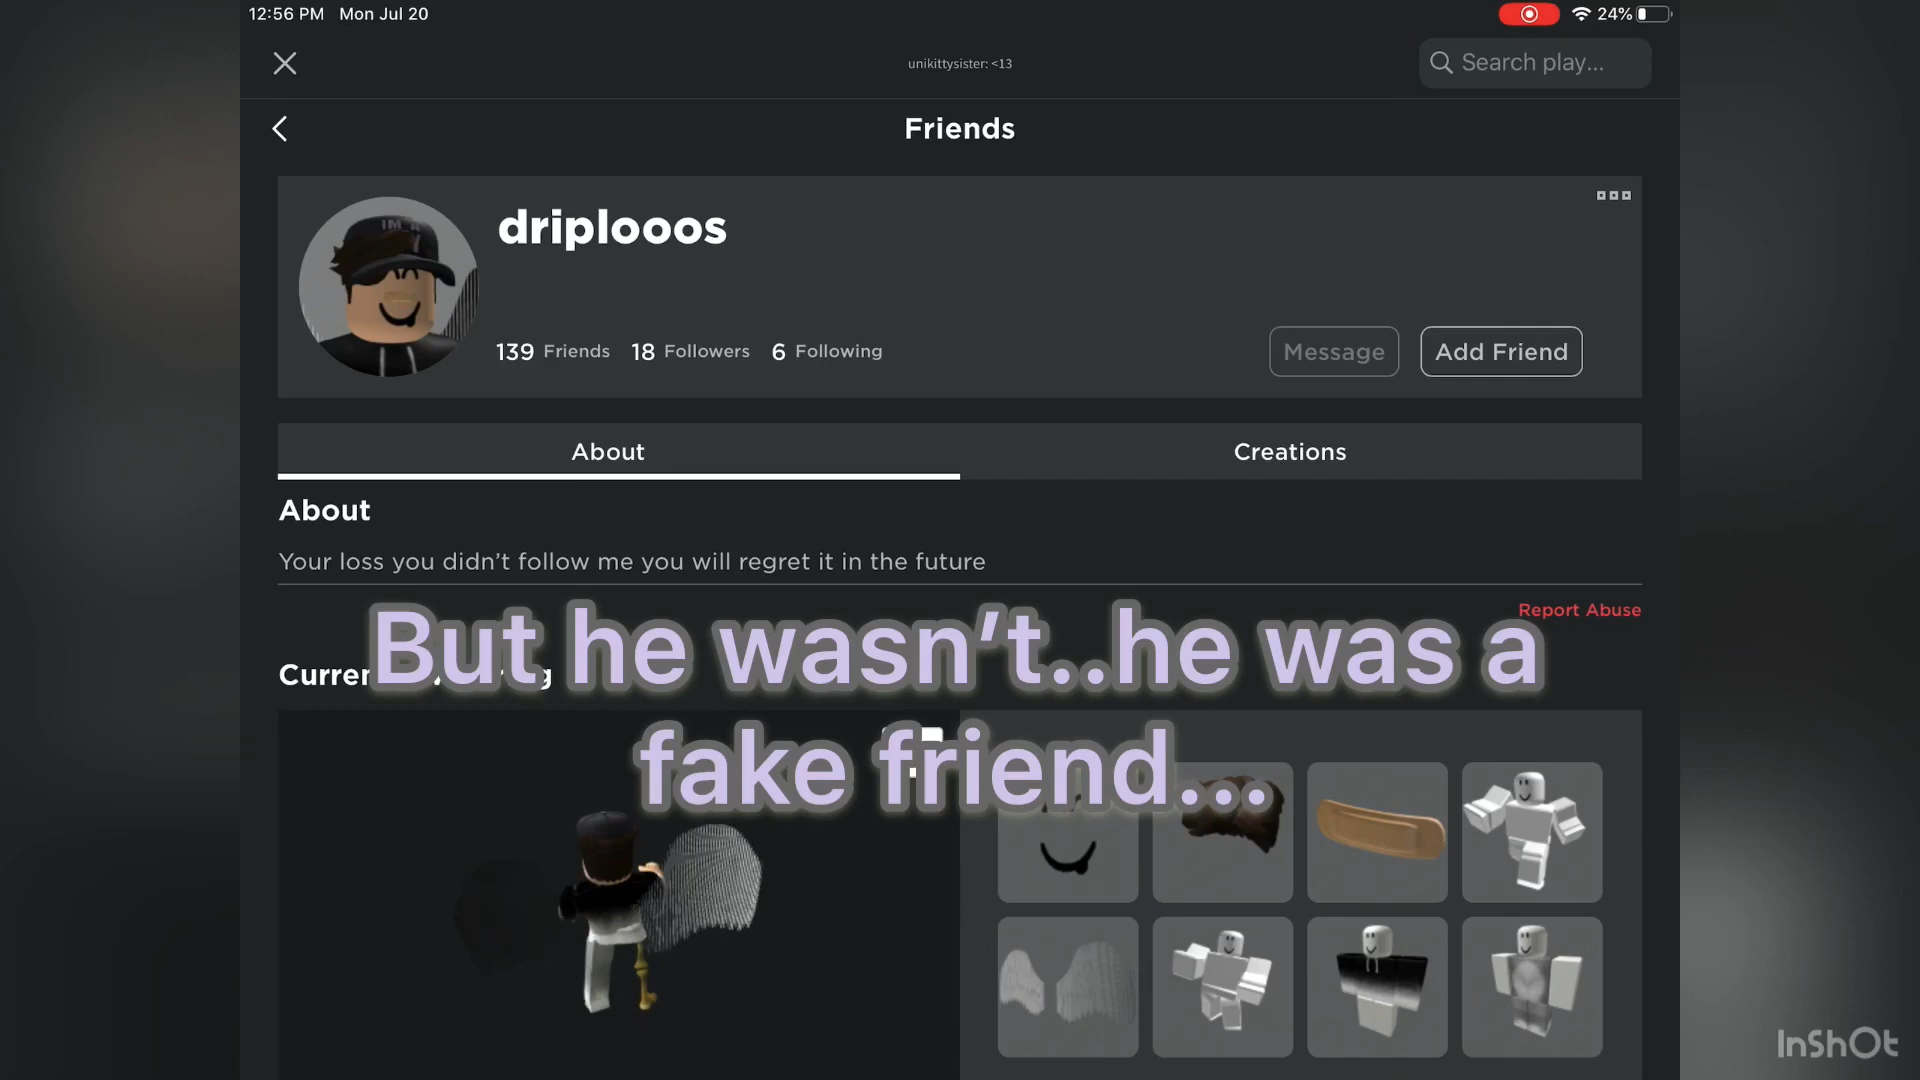 12:56 PM Mon Jul 20
24%
unikittysister: <13
Search play...
Friends
IM
driplooos
139 Friends 18 Followers 6 Following
Message
Add Friend
About
Creations
About
Your loss you didn't follow me you will regret it in the future
Report Abuse
But he wasn't..he was a
fake friend...
InShOt